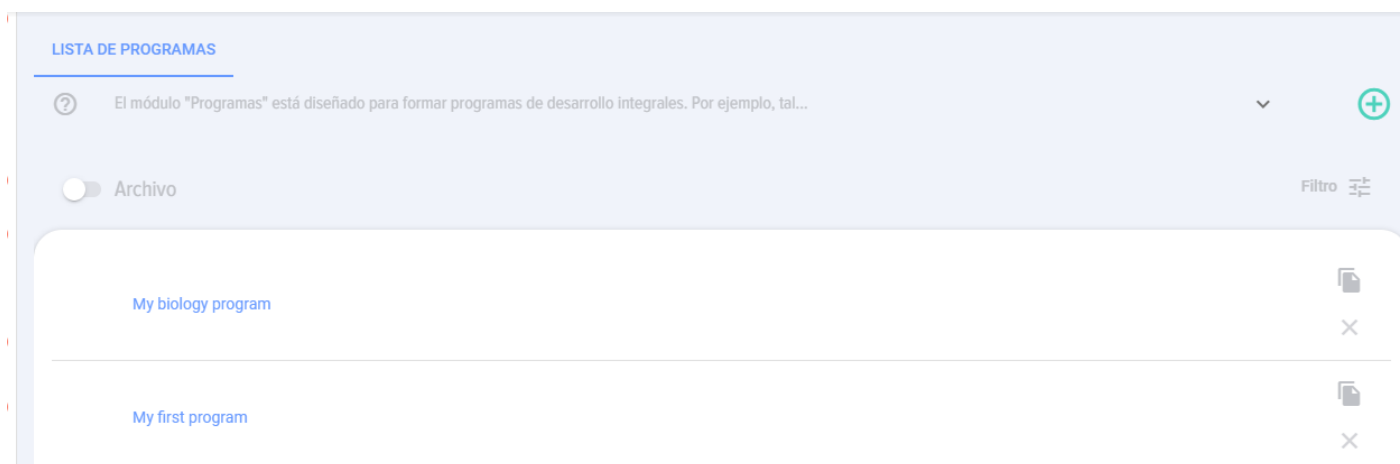 LISTA DE PROGRAMAS
El módulo "Programas" está diseñado para formar programas de desarrollo integrales. Por ejemplo, tal...
Archivo
Filtro
My biology program
My first program